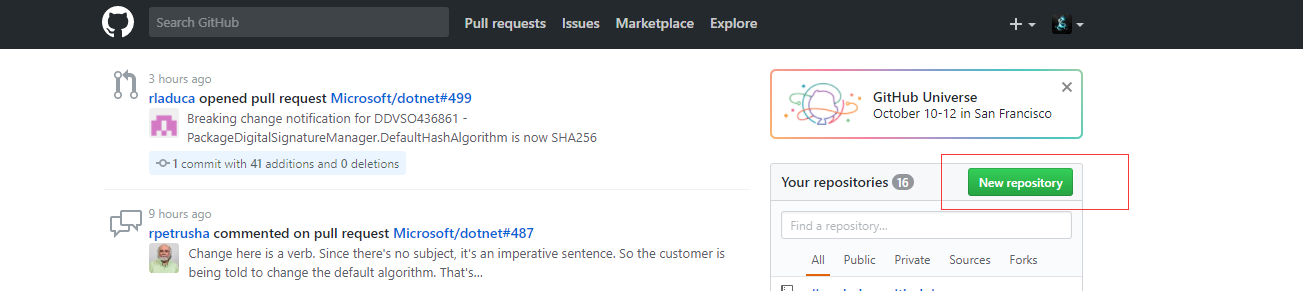 Search GitHub
Pull requests Issues Marketplace Explore
3 hours ago
rladuca opened pull request Microsoft/dotnet#499
Breaking change notification for DDVSO436861 -
PackageDigitalSignatureManager.DefaultHashAlgorithm is now SHA256
1 commit with 41 additions and 0 deletions
9 hours ago
rpetrusha commented on pull request Microsoft/dotnet#487
Change here is a verb. Since there's no subject, it's an imperative sentence. So the customer is
being told to change the default algorithm. That's...
GitHub Universe
October 10-12 in San Francisco
Your repositories 16
New repository
Find a repository...
All Public Private Sources Forks